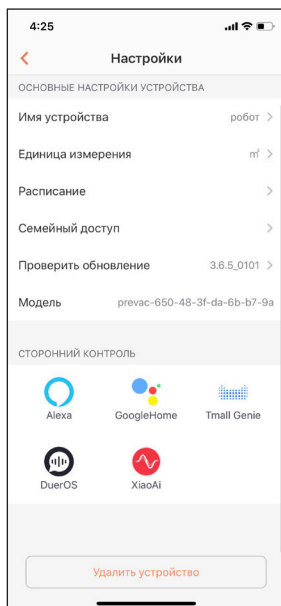 4:25
Настройки
ОСНОВНЫЕ НАСТРОЙКИ УСТРОЙСТВА
Имя устройства робот
Единица измерения ㎡
Расписание
Семейный доступ
Проверить обновление 3.6.5_0101
Модель prevac-650-48-3f-da-6b-b7-9a
СТОРОННИЙ КОНТРОЛЬ
Alexa GoogleHome Tmall Genie
DuerOS XiaoAi
Удалить устройство